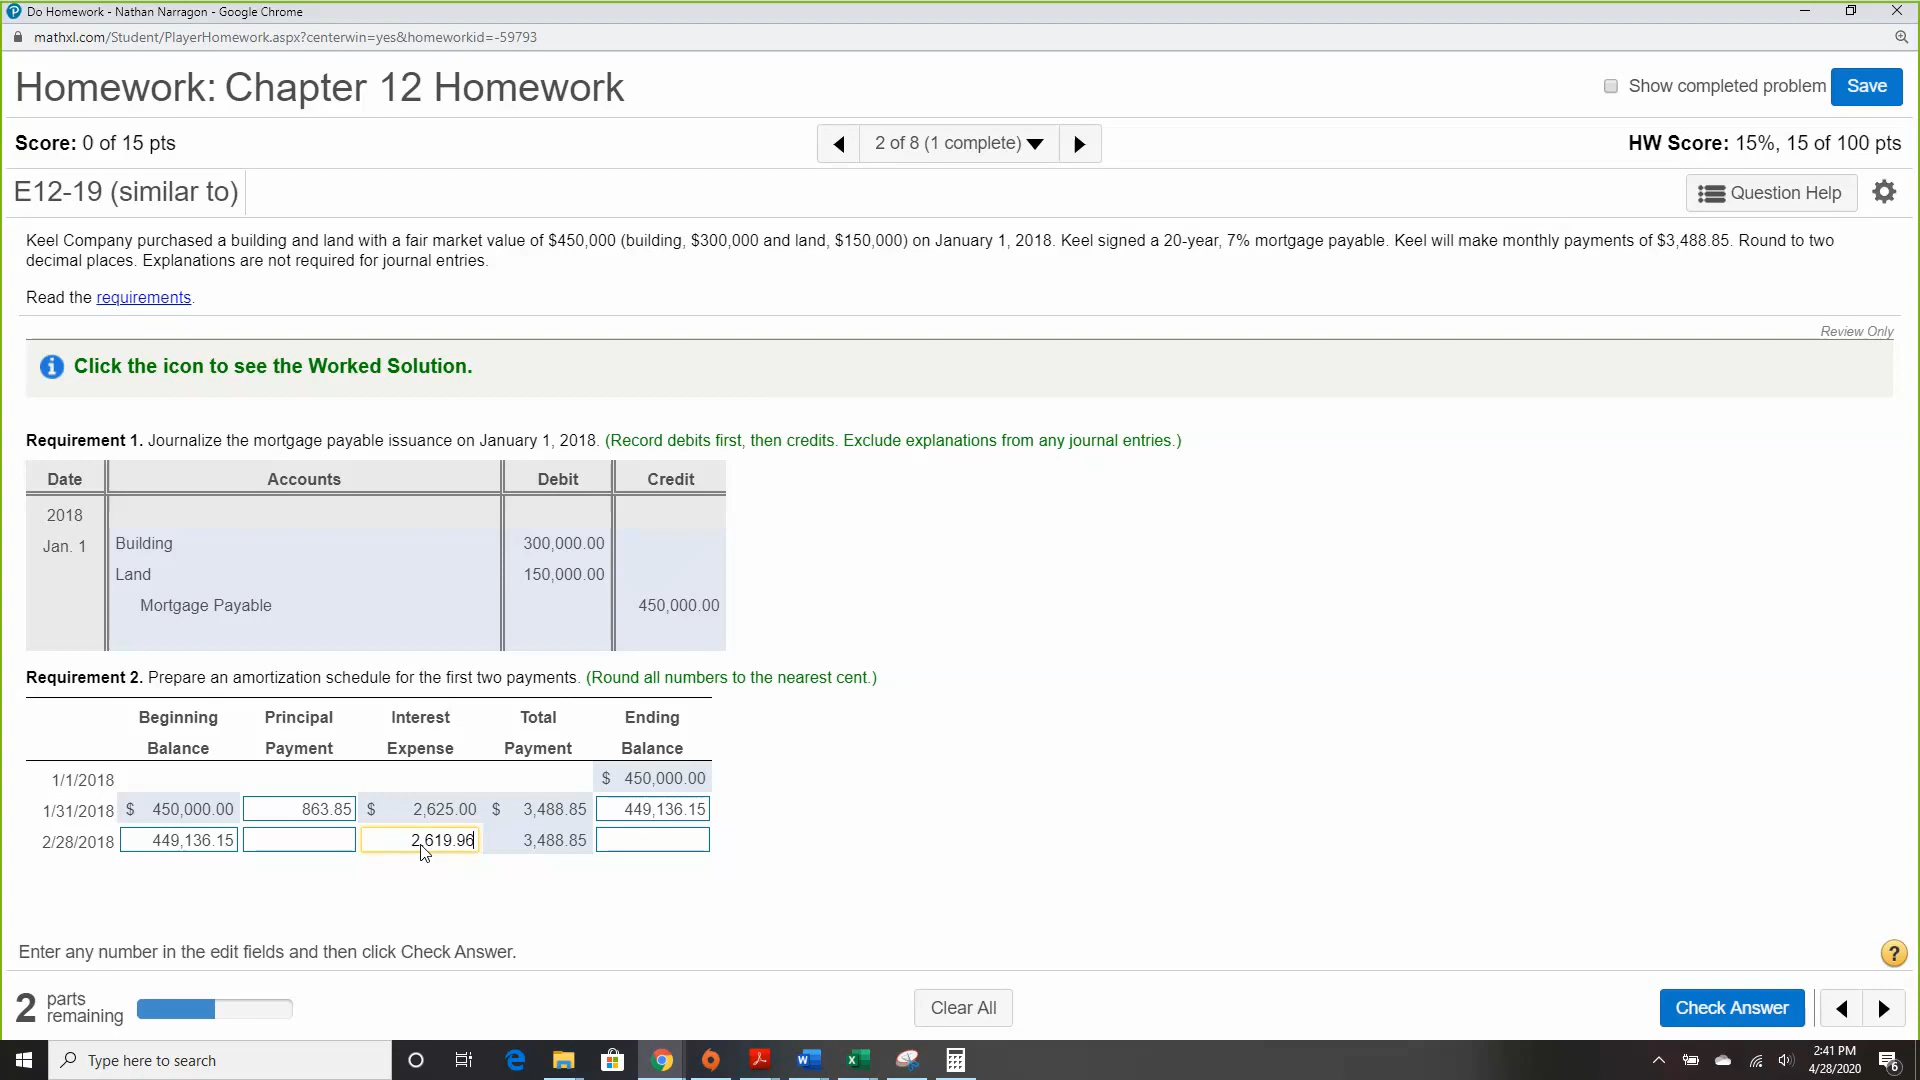 Do Homework - Nathan Narragon - Google Chrome
mathxl.com/Student/PlayerHomework.aspx?centerwin=yes&homeworkid=-59793
Homework: Chapter 12 Homework
Show completed problem
Save
Score: 0 of 15 pts
2 of 8 (1 complete)
HW Score: 15%, 15 of 100 pts
E12-19 (similar to)
Question Help
Keel Company purchased a building and land with a fair market value of $450,000 (building, $300,000 and land, $150,000) on January 1, 2018. Keel signed a 20-year, 7% mortgage payable. Keel will make monthly payments of $3,488.85. Round to two
decimal places. Explanations are not required for journal entries.
Read the requirements.
Review Only
Click the icon to see the Worked Solution.
Requirement 1. Journalize the mortgage payable issuance on January 1, 2018. (Record debits first, then credits. Exclude explanations from any journal entries.)
Date Accounts Debit Credit
2018
Jan. 1 Building 300,000.00
Land 150,000.00
Mortgage Payable 450,000.00
Requirement 2. Prepare an amortization schedule for the first two payments. (Round all numbers to the nearest cent.)
Beginning Principal Interest Total Ending
Balance Payment Expense Payment Balance
1/1/2018 $ 450,000.00
1/31/2018 $ 450,000.00 863.85 $ 2,625.00 $ 3,488.85 449,136.15
2/28/2018 449,136.15 2,619.96 3,488.85
Enter any number in the edit fields and then click Check Answer.
?
2 parts
remaining
Clear All
Check Answer
Type here to search
2:41 PM
4/28/2020
6